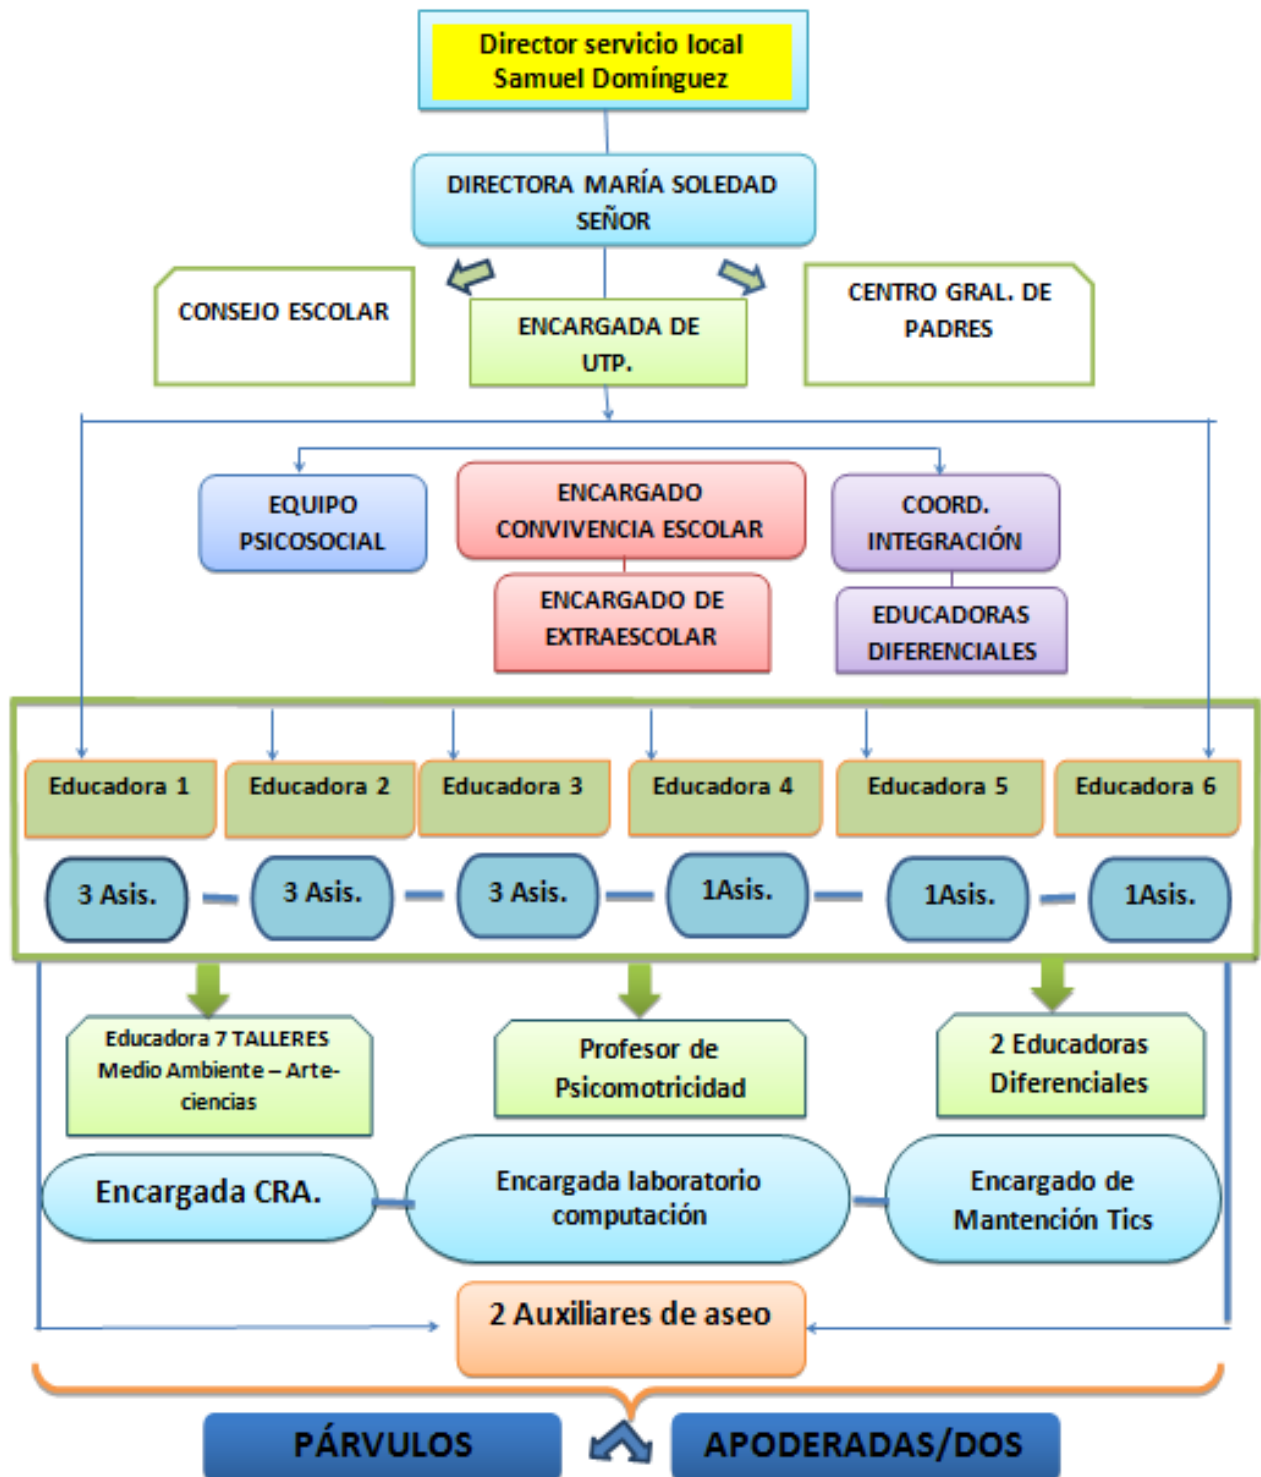 Director servicio local
Samuel Domínguez
DIRECTORA MARÍA SOLEDAD
SEÑOR
CONSEJO ESCOLAR
ENCARGADA DE
UTP.
CENTRO GRAL. DE
PADRES
EQUIPO
PSICOSOCIAL
ENCARGADO
CONVIVENCIA ESCOLAR
COORD.
INTEGRACIÓN
ENCARGADO DE
EXTRAESCOLAR
EDUCADORAS
DIFERENCIALES
Educadora 1
Educadora 2
Educadora 3
Educadora 4
Educadora 5
Educadora 6
3 Asis.
3 Asis.
3 Asis.
1Asis.
1Asis.
1Asis.
Educadora 7 TALLERES
Medio Ambiente – Arte-
ciencias
Profesor de
Psicomotricidad
2 Educadoras
Diferenciales
Encargada CRA.
Encargada laboratorio
computación
Encargado de
Mantención Tics
2 Auxiliares de aseo
PÁRVULOS
APODERADAS/DOS